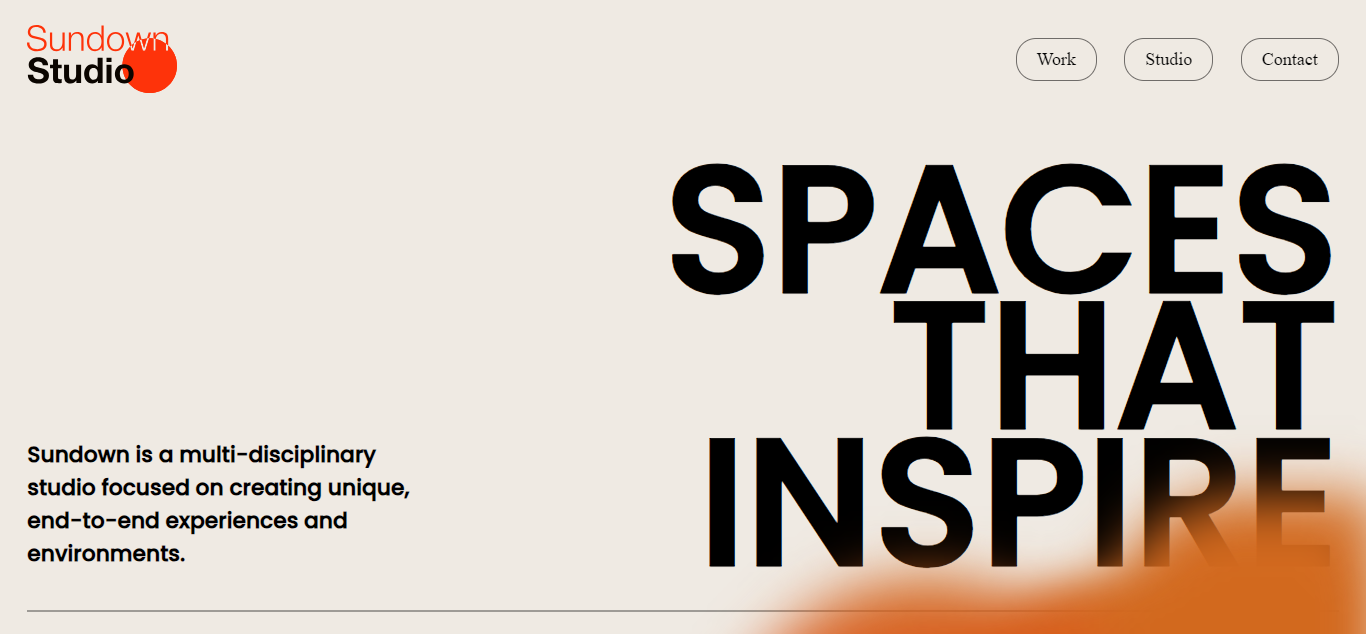 Sundown
Studio
Work
Studio
Contact
SPACES
THAT
INSPIRE
Sundown is a multi-disciplinary
studio focused on creating unique,
end-to-end experiences and
environments.